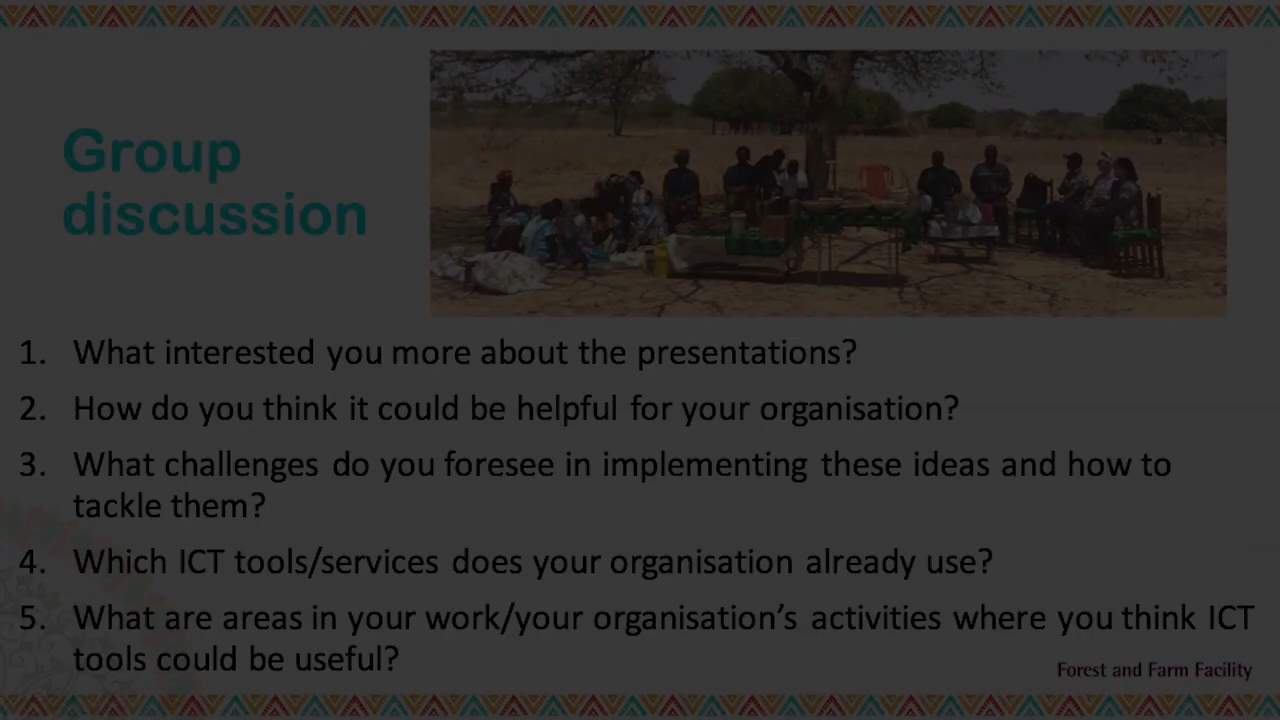 Group
discussion
1. What interested you more about the presentations?
2. How do you think it could be helpful for your organisation?
3. What challenges do you foresee in implementing these ideas and how to
tackle them?
4. Which ICT tools/services does your organisation already use?
5. What are areas in your work/your organisation’s activities where you think ICT
tools could be useful?
Forest and Farm Facility